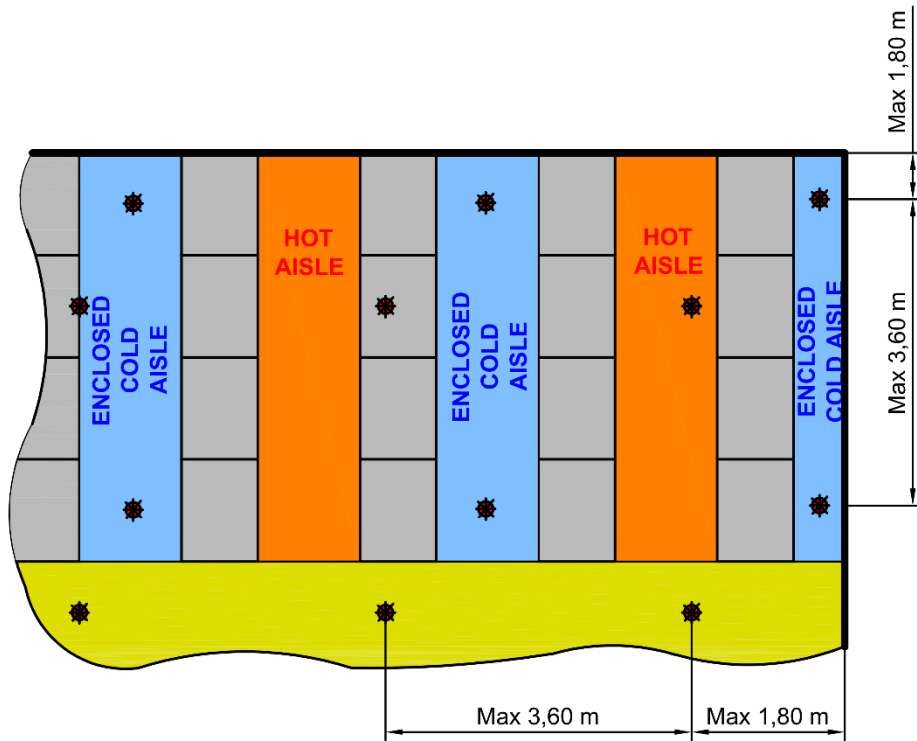 Max 1,80 m
HOT
AISLE
HOT
AISLE
ENCLOSED
COLD
AISLE
ENCLOSED
COLD
AISLE
ENCLOSED
COLD AISLE
Max 3,60 m
Max 3,60 m
Max 1,80 m